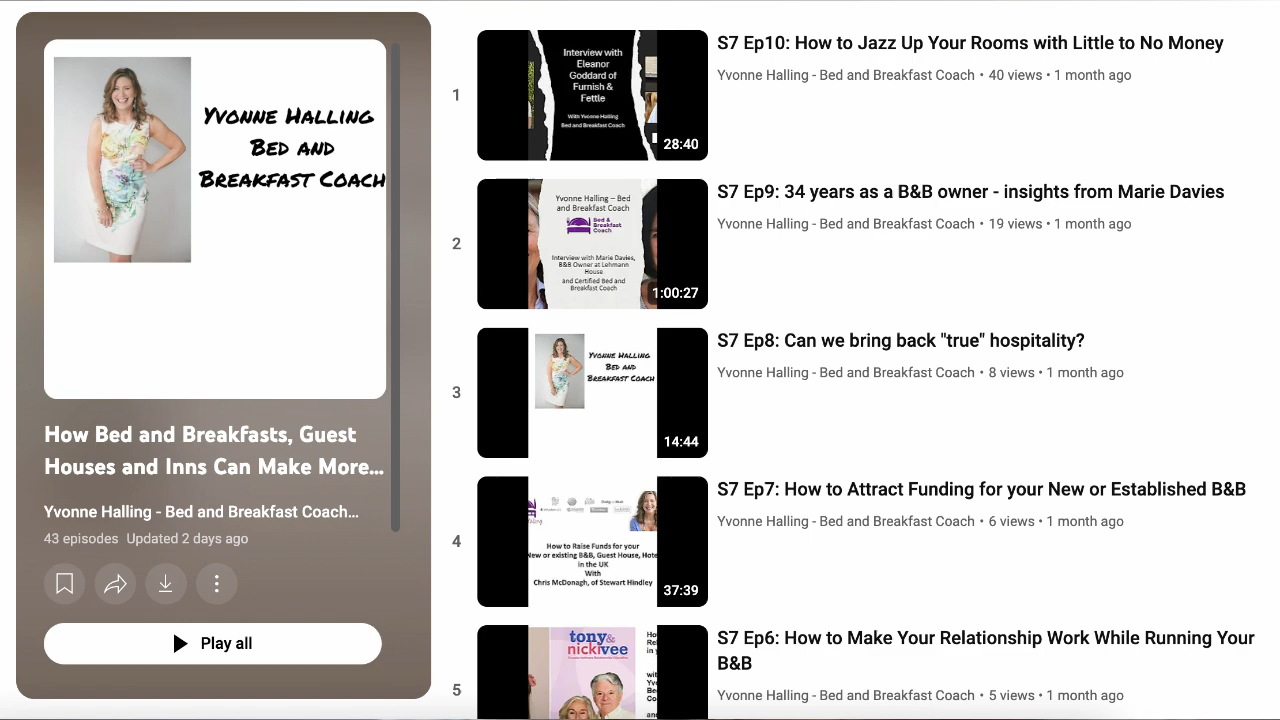 Yvonne Halling
Bed and
Breakfast Coach
How Bed and Breakfasts, Guest
Houses and Inns Can Make More...
Yvonne Halling - Bed and Breakfast Coach...
43 episodes Updated 2 days ago
Play all
1
Interview with
Eleanor
Goddard of
Furnish &
Fettle
With Yvonne Halling
Bed and Breakfast Coach
28:40
S7 Ep10: How to Jazz Up Your Rooms with Little to No Money
Yvonne Halling - Bed and Breakfast Coach • 40 views • 1 month ago
2
Yvonne Halling – Bed
and Breakfast Coach
Bed &
Breakfast
Coach
Interview with Marie Davies,
B&B Owner at Lehmann
House
and Certified Bed and
Breakfast Coach
1:00:27
S7 Ep9: 34 years as a B&B owner - insights from Marie Davies
Yvonne Halling - Bed and Breakfast Coach • 19 views • 1 month ago
3
Yvonne Halling
Bed and
Breakfast Coach
14:44
S7 Ep8: Can we bring back "true" hospitality?
Yvonne Halling - Bed and Breakfast Coach • 8 views • 1 month ago
4
How to Raise Funds for your
New or existing B&B, Guest House, Hote
in the UK
With
Chris McDonagh, of Stewart Hindley
37:39
S7 Ep7: How to Attract Funding for your New or Established B&B
Yvonne Halling - Bed and Breakfast Coach • 6 views • 1 month ago
5
tony&
nickivee
S7 Ep6: How to Make Your Relationship Work While Running Your
B&B
Yvonne Halling - Bed and Breakfast Coach • 5 views • 1 month ago